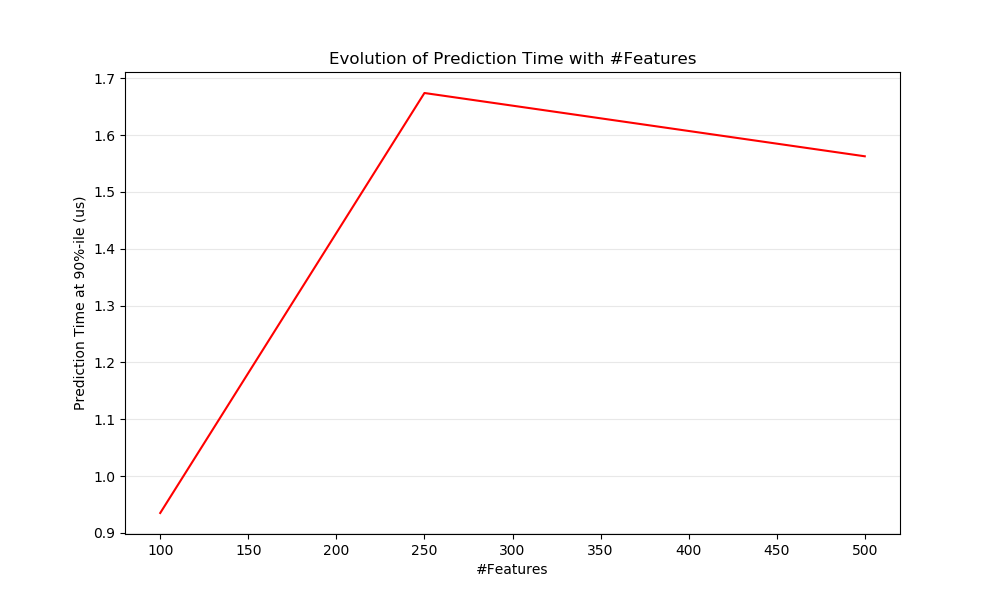 Evolution of Prediction Time with #Features
Prediction Time at 90%-ile (us)
1.7
1.6
1.5
1.4
1.3
1.2
1.1
1.0
0.9
100 150 200 250 300 350 400 450 500
#Features